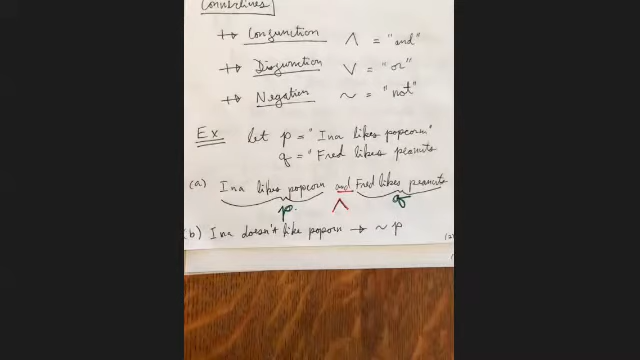 Connectives
↦ Conjunction ∧ = "and"
↦ Disjunction ∨ = "or"
↦ Negation ~ = "not"
Ex let p = "Ina likes popcorn"
q = "Fred likes peanuts
(a) Ina likes popcorn and Fred likes peanuts
p. ∧ q
(b) Ina doesn't like popcorn → ~ p